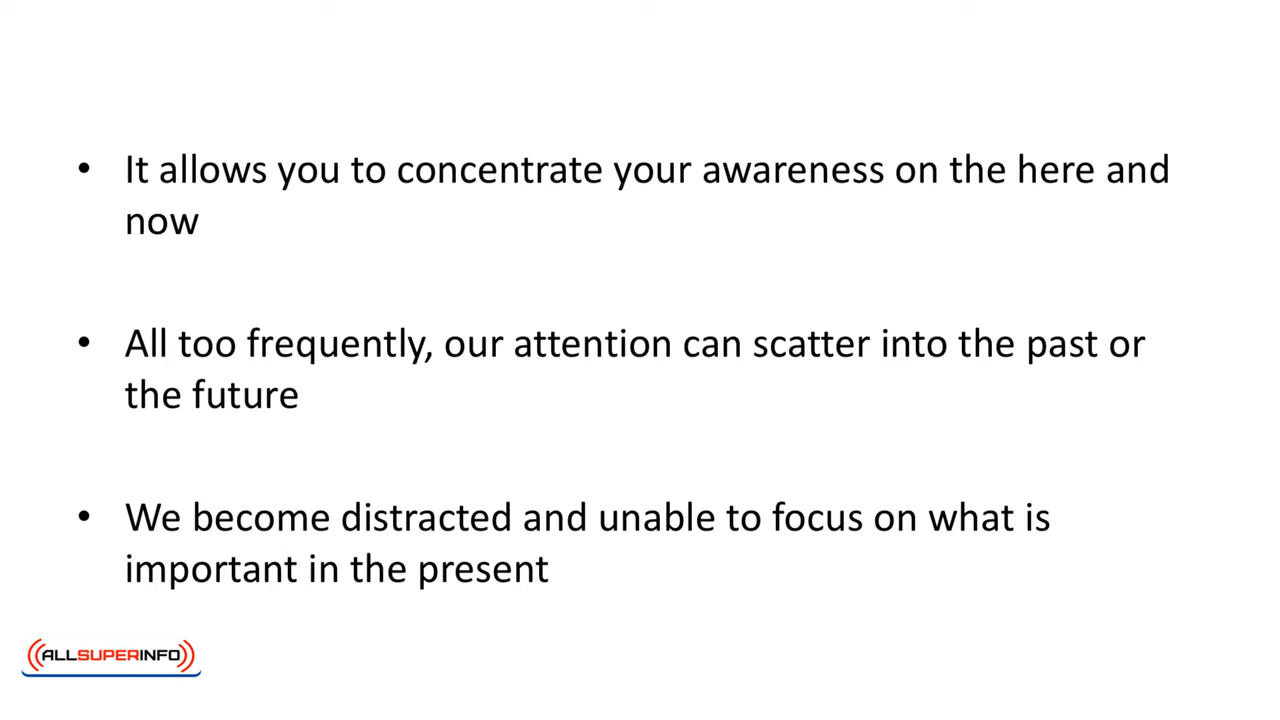 • It allows you to concentrate your awareness on the here and
now
• All too frequently, our attention can scatter into the past or
the future
• We become distracted and unable to focus on what is
important in the present
((ALLSUPERINFO))